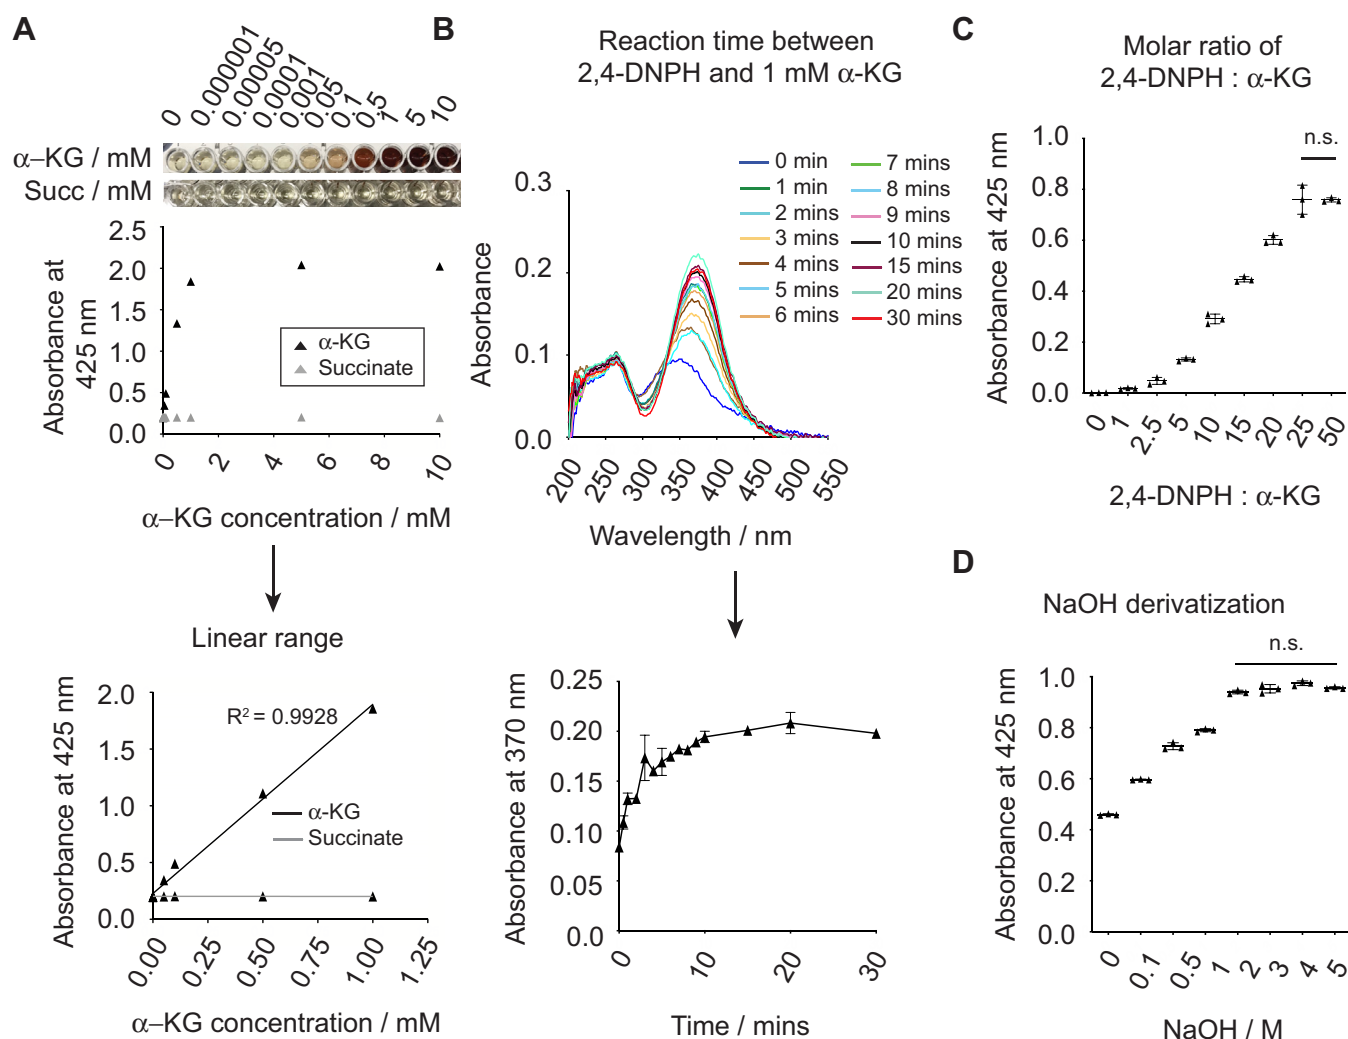 A
0 0.000001 0.00005 0.0001 0.001 0.05 0.1 0.5 1 5 10
α–KG / mM
Succ / mM
Absorbance at
425 nm
2.5
2.0
1.5
1.0
0.5
0.0
α-KG
Succinate
0 2 4 6 8 10
α–KG concentration / mM
Linear range
Absorbance at 425 nm
2.0
1.5
1.0
0.5
0.0
R² = 0.9928
α-KG
Succinate
0.00 0.25 0.50 0.75 1.00 1.25
α–KG concentration / mM
B
Reaction time between
2,4-DNPH and 1 mM α-KG
Absorbance
0.3
0.2
0.1
0.0
0 min
1 min
2 mins
3 mins
4 mins
5 mins
6 mins
7 mins
8 mins
9 mins
10 mins
15 mins
20 mins
30 mins
200 250 300 350 400 450 500 550
Wavelength / nm
Absorbance at 370 nm
0.25
0.20
0.15
0.10
0.05
0.0
0 10 20 30
Time / mins
C
Molar ratio of
2,4-DNPH : α-KG
Absorbance at 425 nm
1.0
0.8
0.6
0.4
0.2
0.0
n.s.
0 1 2.5 5 10 15 20 25 50
2,4-DNPH : α-KG
D
NaOH derivatization
Absorbance at 425 nm
1.0
0.8
0.6
0.4
0.2
0.0
n.s.
0 0.1 0.5 1 2 3 4 5
NaOH / M